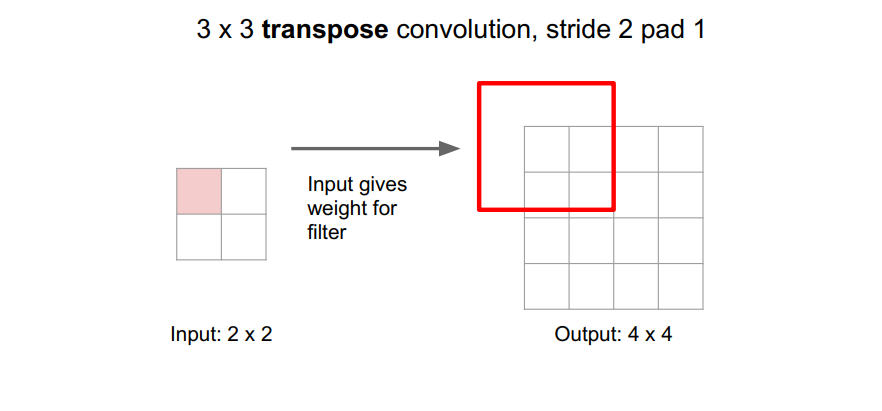 3 x 3 transpose convolution, stride 2 pad 1
Input gives
weight for
filter
Input: 2 x 2
Output: 4 x 4